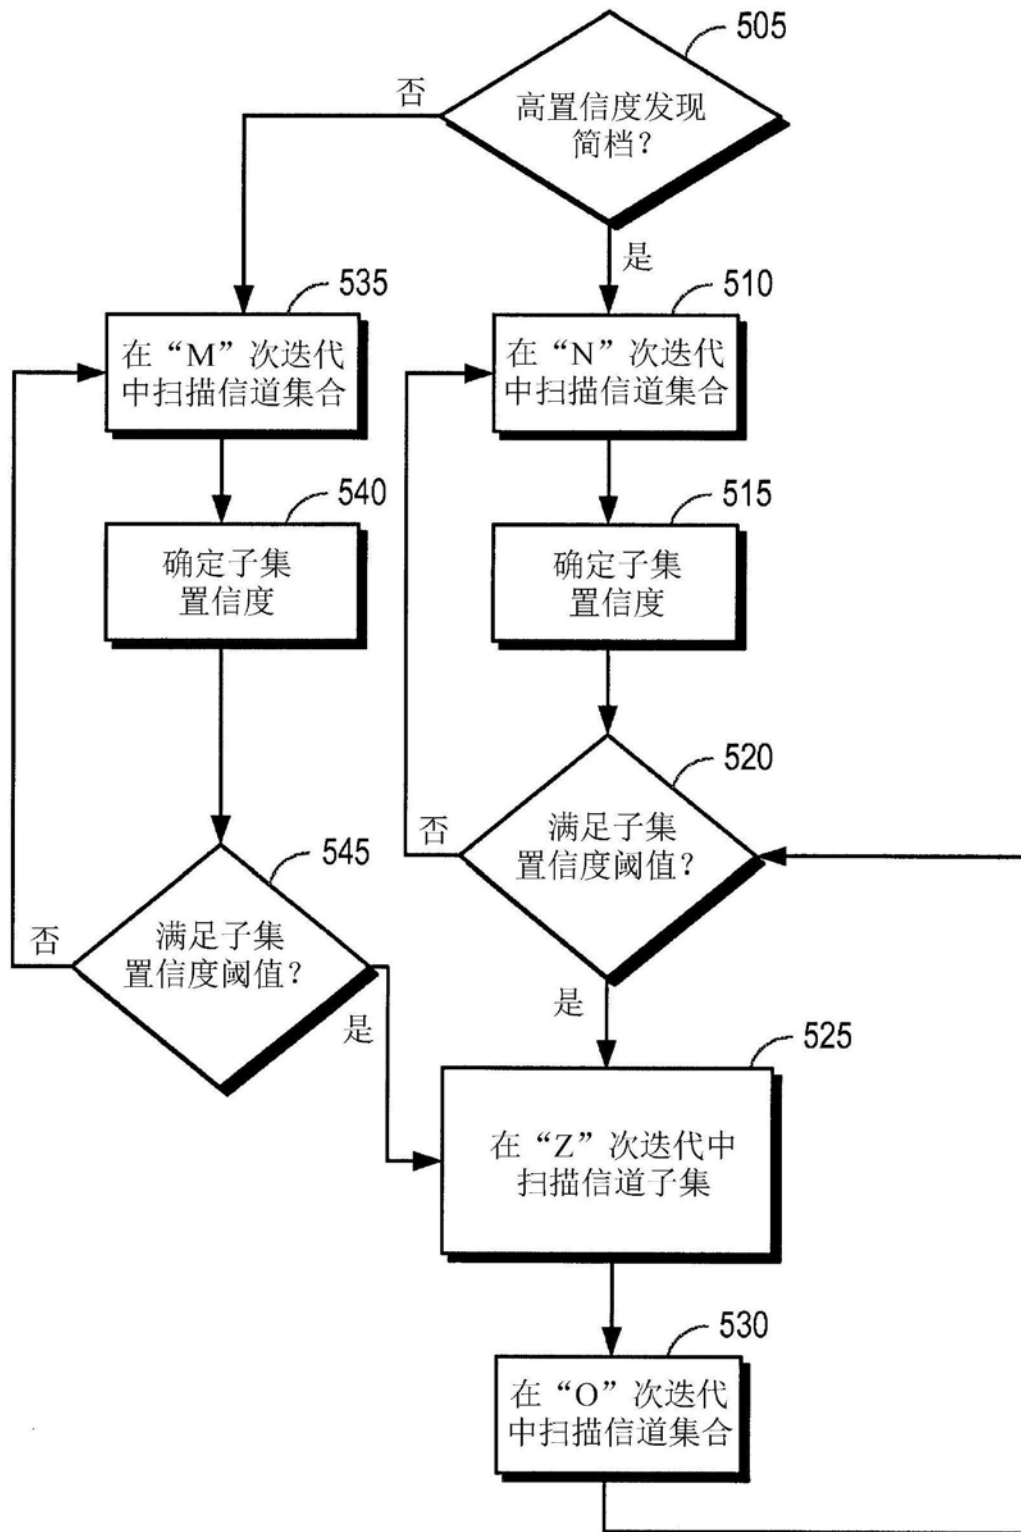 505
高置信度发现
简档？
否
是
535
在“M”次迭代
中扫描信道集合
510
在“N”次迭代
中扫描信道集合
540
确定子集
置信度
515
确定子集
置信度
520
满足子集
置信度阈值？
否
是
545
满足子集
置信度阈值？
否
是
525
在“Z”次迭代中
扫描信道子集
530
在“O”次迭代
中扫描信道集合